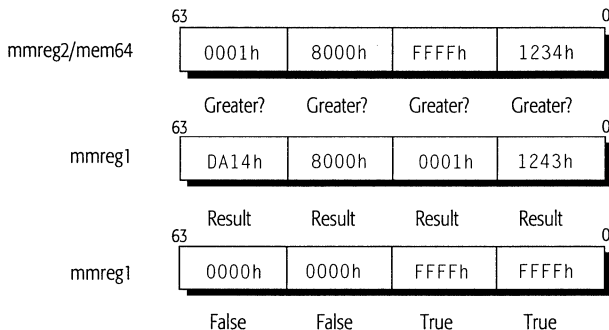 63 0
mmreg2/mem64 0001h 8000h FFFFh 1234h
Greater? Greater? Greater? Greater?
63 0
mmreg1 DA14h 8000h 0001h 1243h
Result Result Result Result
63 0
mmreg1 0000h 0000h FFFFh FFFFh
False False True True